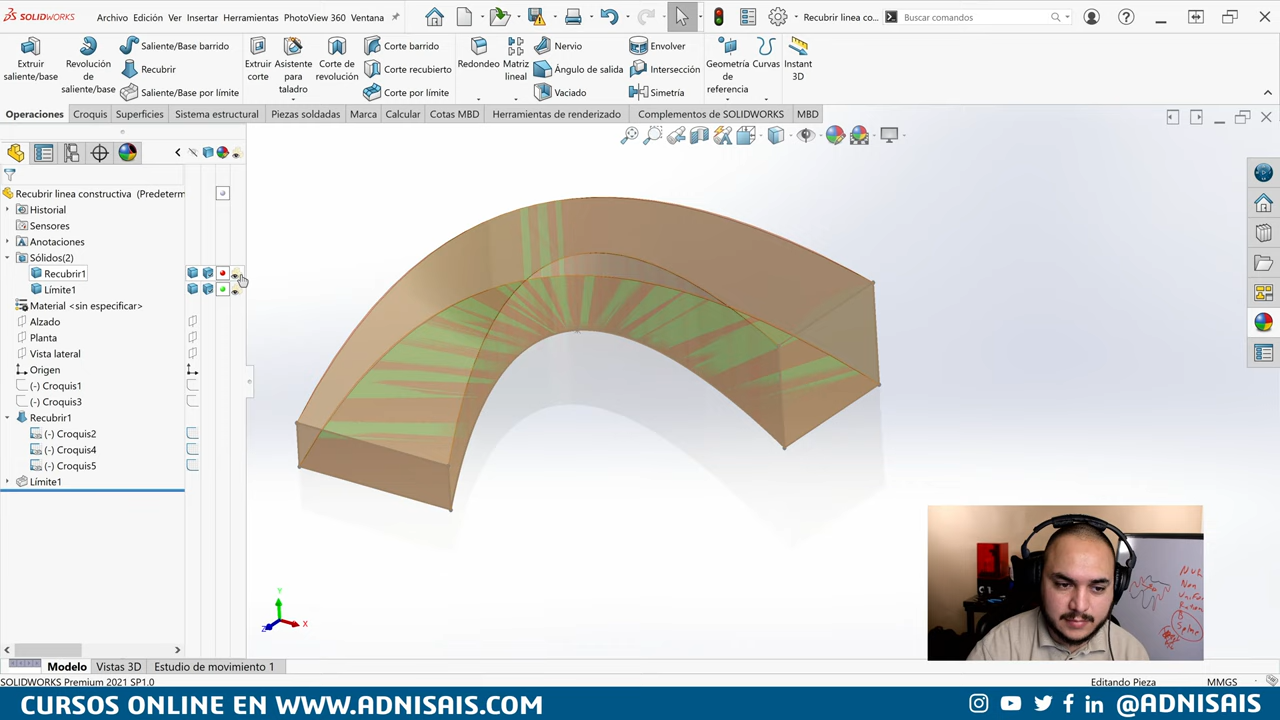 SOLIDWORKS
Archivo Edición Ver Insertar Herramientas PhotoView 360 Ventana
Recubrir linea co...
Buscar comandos
Extruir saliente/base
Revolución de saliente/base
Saliente/Base barrido
Recubrir
Saliente/Base por límite
Extruir corte
Asistente para taladro
Corte de revolución
Corte barrido
Corte recubierto
Corte por límite
Redondeo
Matriz lineal
Nervio
Ángulo de salida
Vaciado
Envolver
Intersección
Simetría
Geometría de referencia
Curvas
Instant 3D
Operaciones Croquis Superficies Sistema estructural Piezas soldadas Marca Calcular Cotas MBD Herramientas de renderizado Complementos de SOLIDWORKS MBD
Recubrir linea constructiva (Predeterm
Historial
Sensores
Anotaciones
Sólidos(2)
Recubrir1
Límite1
Material <sin especificar>
Alzado
Planta
Vista lateral
Origen
(-) Croquis1
(-) Croquis3
Recubrir1
(-) Croquis2
(-) Croquis4
(-) Croquis5
Límite1
Y
X
Z
Modelo Vistas 3D Estudio de movimiento 1
SOLIDWORKS Premium 2021 SP1.0
Editando Pieza
MMGS
CURSOS ONLINE EN WWW.ADNISAIS.COM
@ADNISAIS